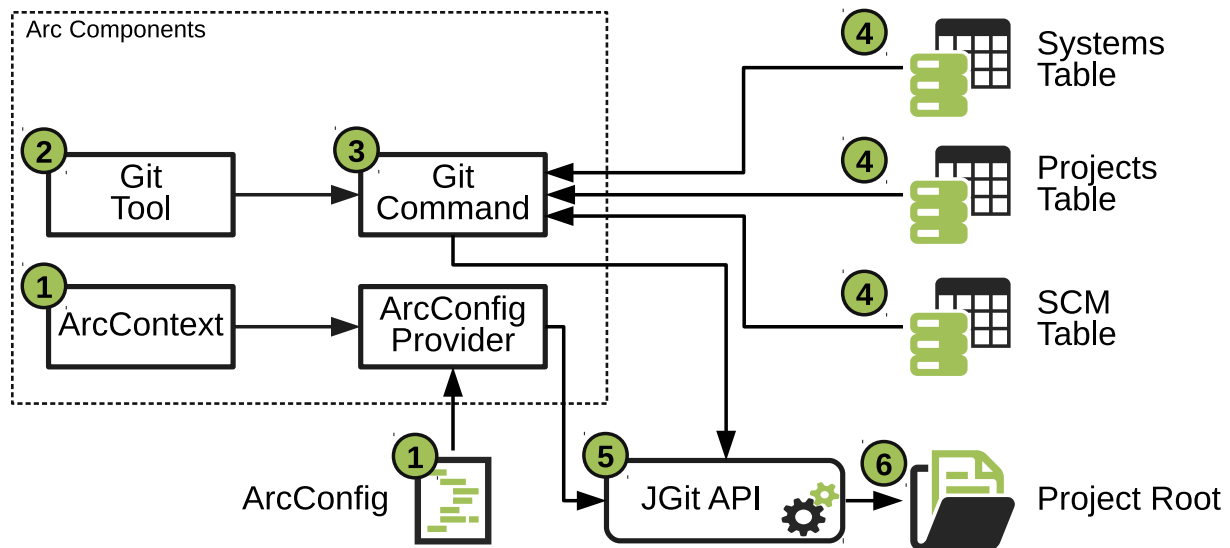 Arc Components
4
Systems
Table
2
Git
Tool
3
Git
Command
4
Projects
Table
1
ArcContext
ArcConfig
Provider
4
SCM
Table
1
ArcConfig
5
JGit API
6
Project Root